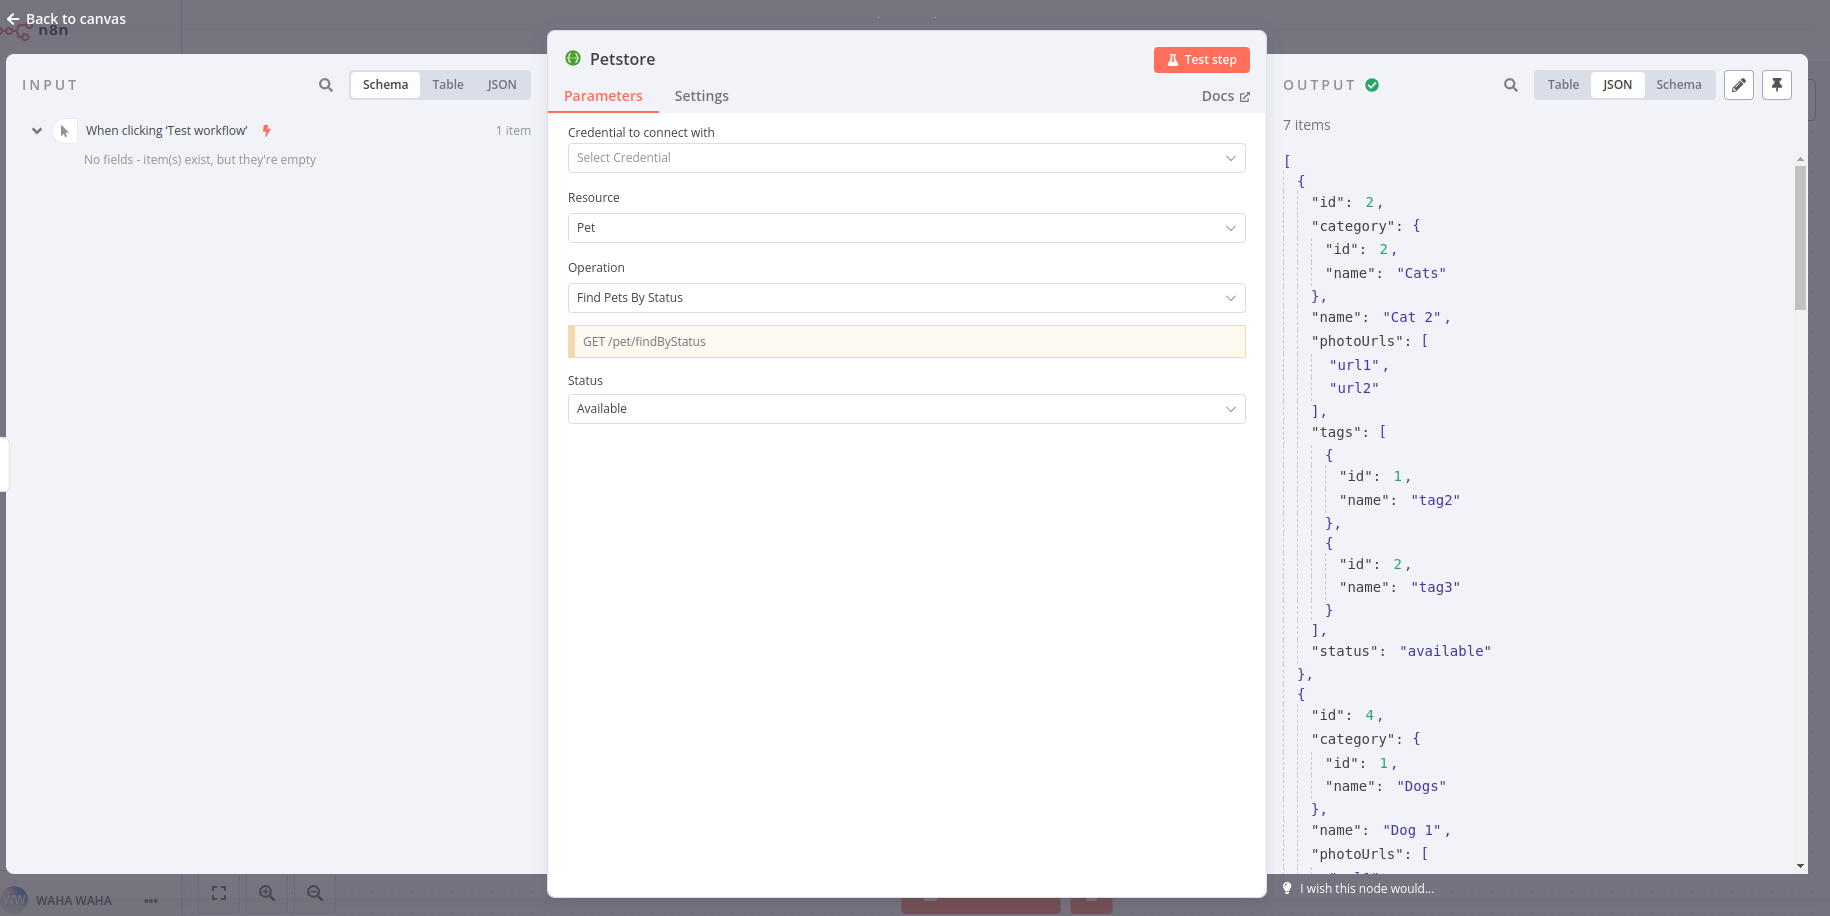 Back to canvas
n8n
INPUT
Schema
Table
JSON
When clicking ‘Test workflow’
1 item
No fields - item(s) exist, but they're empty
Petstore
Test step
Parameters
Settings
Docs
Credential to connect with
Select Credential
Resource
Pet
Operation
Find Pets By Status
GET /pet/findByStatus
Status
Available
OUTPUT
Table
JSON
Schema
7 items
[
{
"id": 2,
"category": {
"id": 2,
"name": "Cats"
},
"name": "Cat 2",
"photoUrls": [
"url1",
"url2"
],
"tags": [
{
"id": 1,
"name": "tag2"
},
{
"id": 2,
"name": "tag3"
}
],
"status": "available"
},
{
"id": 4,
"category": {
"id": 1,
"name": "Dogs"
},
"name": "Dog 1",
"photoUrls": [
I wish this node would...
WW
WAHA WAHA